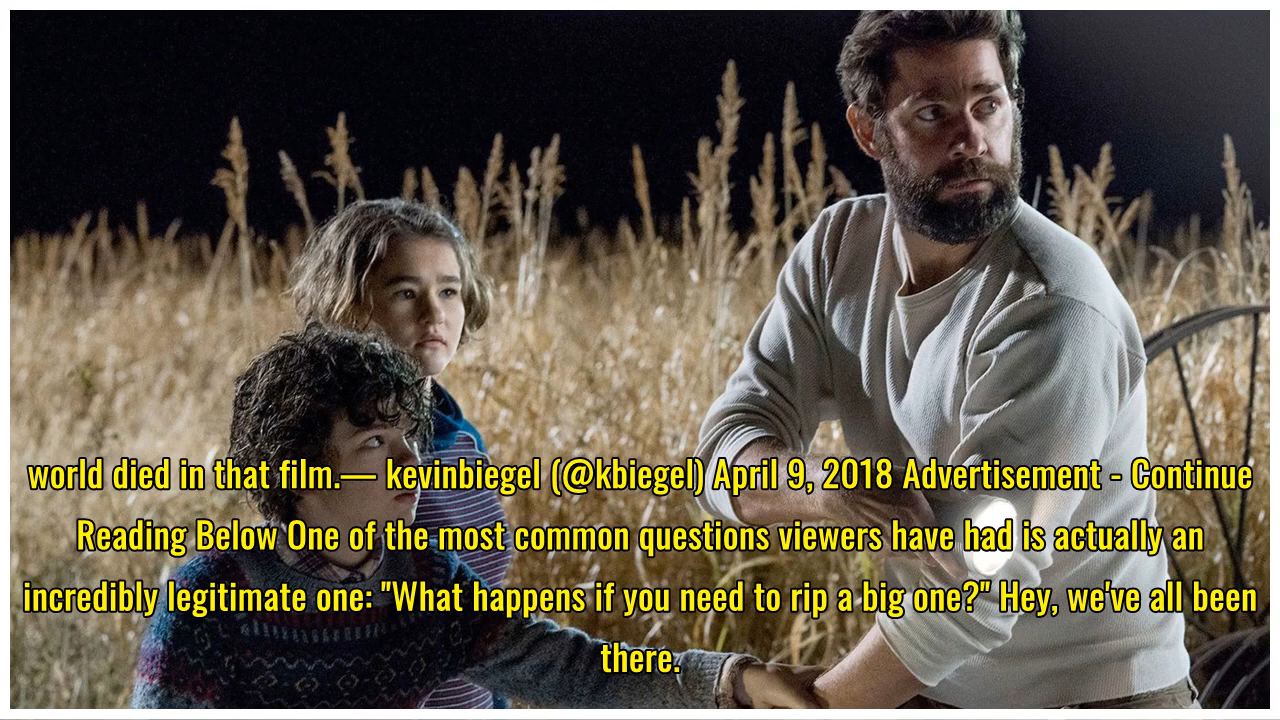 world died in that film.— kevinbiegel (@kbiegel) April 9, 2018 Advertisement - Continue
Reading Below One of the most common questions viewers have had is actually an
incredibly legitimate one: "What happens if you need to rip a big one?" Hey, we've all been
there.